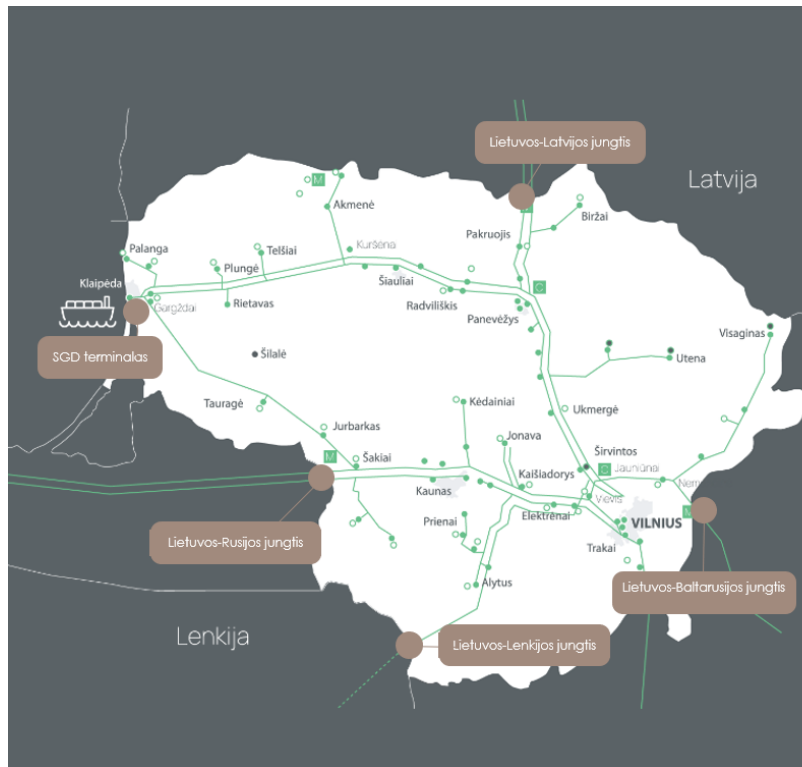 Lietuvos-Latvijos jungtis
Latvija
M
Akmenė
Biržai
Pakruojis
Palanga
Telšiai
Kuršėnai
Plungė
Klaipėda
Šiauliai
C
Gargždai
Rietavas
Radviliškis
Panevėžys
Visaginas
SGD terminalas
Šilalė
Utena
Tauragė
Kėdainiai
Ukmergė
Jurbarkas
Jonava
Širvintos
M
Šakiai
Kaišiadorys
C
Jauniūnai
Kaunas
Nem
Vievis
Elektrėnai
VILNIUS
M
Prienai
Lietuvos-Rusijos jungtis
Trakai
Alytus
Lietuvos-Baltarusijos jungtis
Lenkija
Lietuvos-Lenkijos jungtis